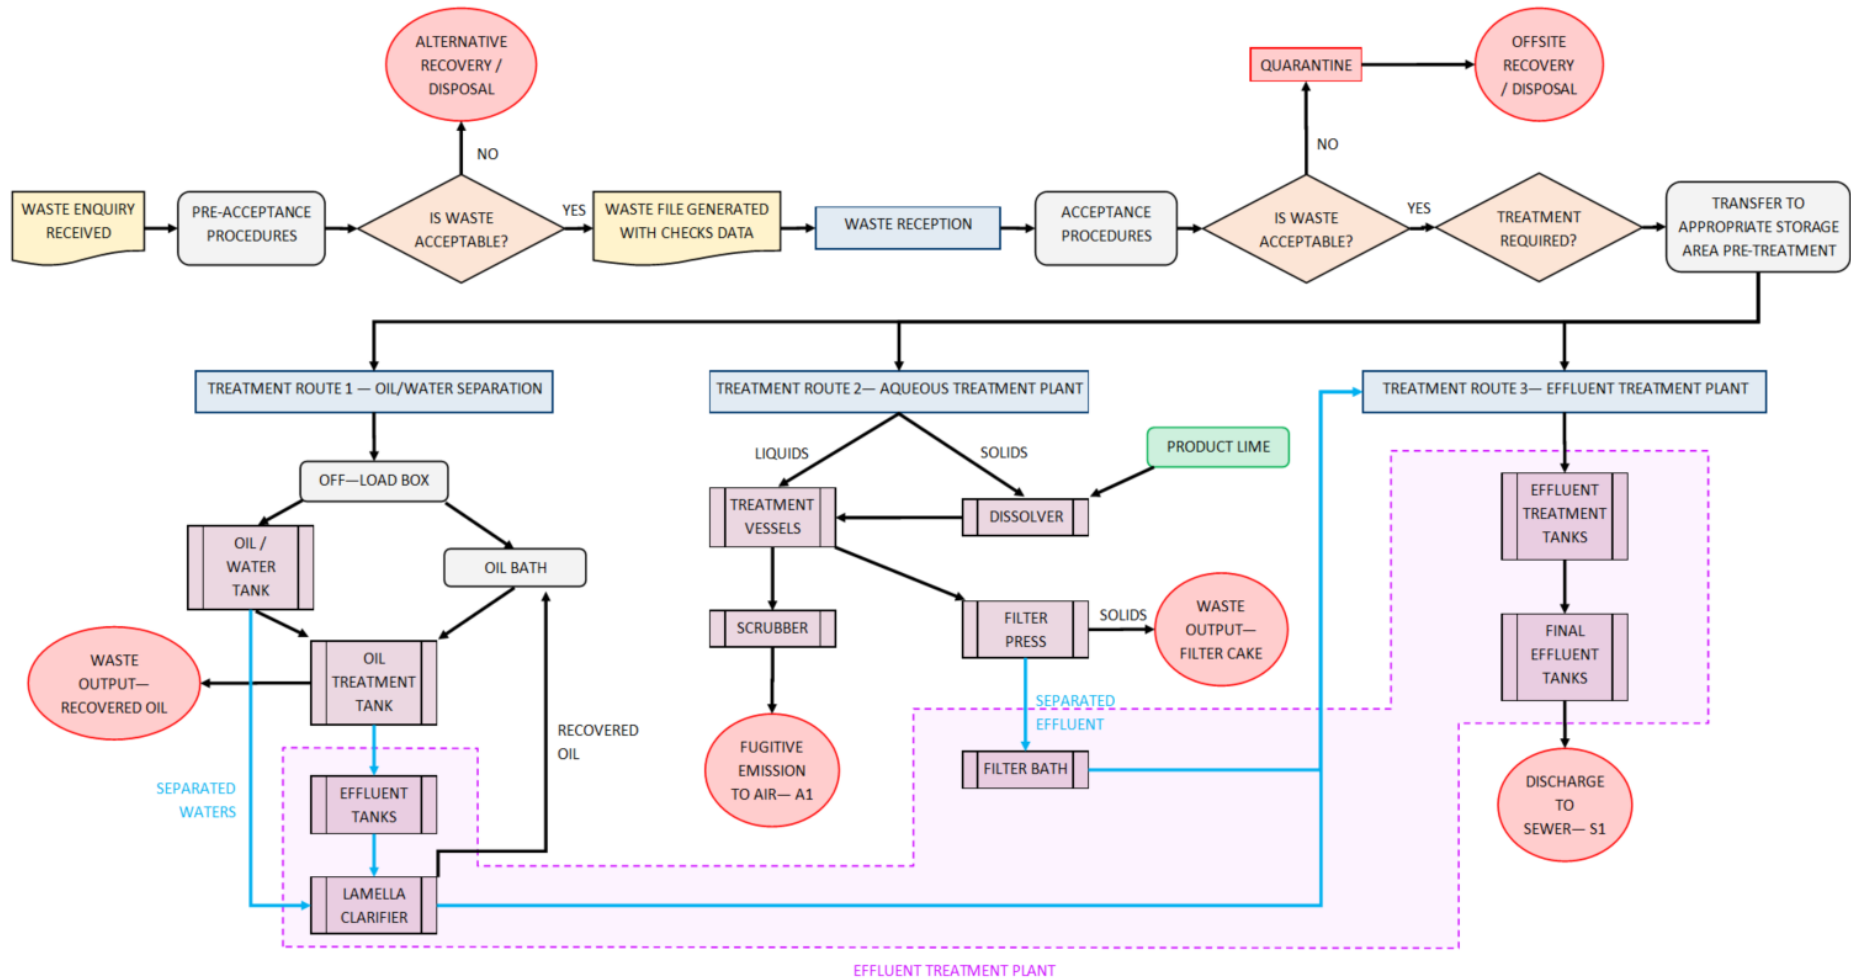 ALTERNATIVE
RECOVERY /
DISPOSAL
QUARANTINE
OFFSITE
RECOVERY
/ DISPOSAL
NO
NO
WASTE ENQUIRY
RECEIVED
PRE-ACCEPTANCE
PROCEDURES
IS WASTE
ACCEPTABLE?
YES
WASTE FILE GENERATED
WITH CHECKS DATA
WASTE RECEPTION
ACCEPTANCE
PROCEDURES
IS WASTE
ACCEPTABLE?
YES
TREATMENT
REQUIRED?
TRANSFER TO
APPROPRIATE STORAGE
AREA PRE-TREATMENT
TREATMENT ROUTE 1 — OIL/WATER SEPARATION
OFF—LOAD BOX
OIL /
WATER
TANK
OIL BATH
WASTE
OUTPUT—
RECOVERED OIL
OIL
TREATMENT
TANK
RECOVERED
OIL
SEPARATED
WATERS
EFFLUENT
TANKS
LAMELLA
CLARIFIER
TREATMENT ROUTE 2— AQUEOUS TREATMENT PLANT
LIQUIDS
SOLIDS
PRODUCT LIME
TREATMENT
VESSELS
DISSOLVER
SCRUBBER
FILTER
PRESS
SOLIDS
WASTE
OUTPUT—
FILTER CAKE
SEPARATED
EFFLUENT
FUGITIVE
EMISSION
TO AIR— A1
FILTER BATH
TREATMENT ROUTE 3— EFFLUENT TREATMENT PLANT
EFFLUENT
TREATMENT
TANKS
FINAL
EFFLUENT
TANKS
DISCHARGE
TO
SEWER— S1
EFFLUENT TREATMENT PLANT